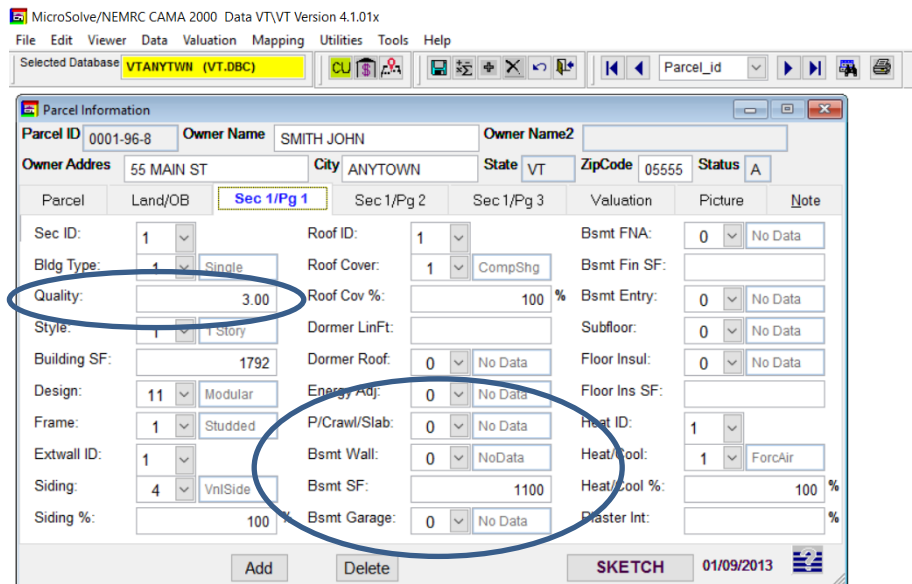 MicroSolve/NEMRC CAMA 2000 Data VT\VT Version 4.1.01x
File Edit Viewer Data Valuation Mapping Utilities Tools Help
Selected Database VTANYTWN (VT.DBC) CU $ Parcel_id
Parcel Information
Parcel ID 0001-96-8 Owner Name SMITH JOHN Owner Name2
Owner Addres 55 MAIN ST City ANYTOWN State VT ZipCode 05555 Status A
Parcel Land/OB Sec 1/Pg 1 Sec 1/Pg 2 Sec 1/Pg 3 Valuation Picture Note
Sec ID: 1 Roof ID: 1 Bsmt FNA: 0 No Data
Bldg Type: 1 Single Roof Cover: 1 CompShg Bsmt Fin SF:
Quality: 3.00 Roof Cov %: 100 % Bsmt Entry: 0 No Data
Style: 1 1 Story Dormer LinFt: Subfloor: 0 No Data
Building SF: 1792 Dormer Roof: 0 No Data Floor Insul: 0 No Data
Design: 11 Modular Energy Adj: 0 No Data Floor Ins SF:
Frame: 1 Studded P/Crawl/Slab: 0 No Data Heat ID: 1
Extwall ID: 1 Bsmt Wall: 0 NoData Heat/Cool: 1 ForcAir
Siding: 4 VnlSide Bsmt SF: 1100 Heat/Cool %: 100 %
Siding %: 100 % Bsmt Garage: 0 No Data Plaster Int: %
Add Delete SKETCH 01/09/2013